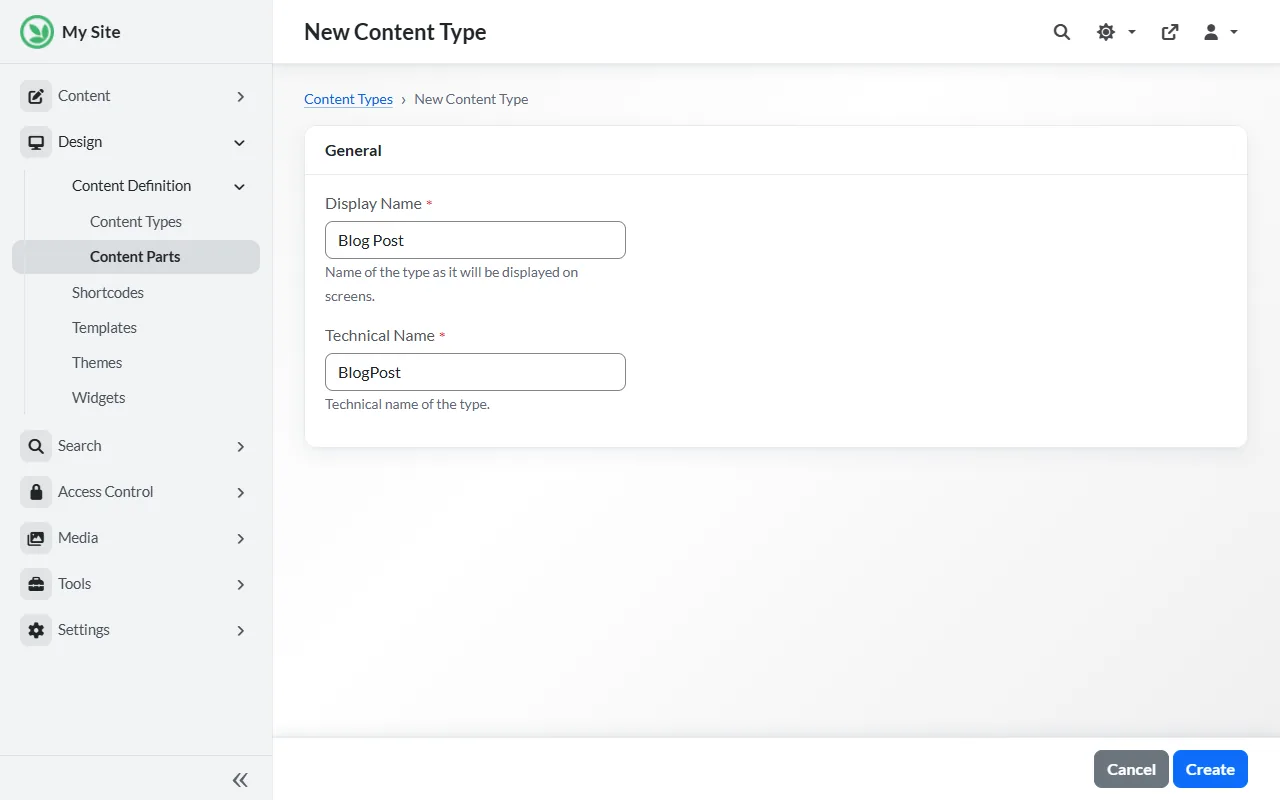 My Site
New Content Type
Content
Design
Content Definition
Content Types
Content Parts
Shortcodes
Templates
Themes
Widgets
Search
Access Control
Media
Tools
Settings
Content Types › New Content Type
General
Display Name *
Blog Post
Name of the type as it will be displayed on
screens.
Technical Name *
BlogPost
Technical name of the type.
Cancel
Create